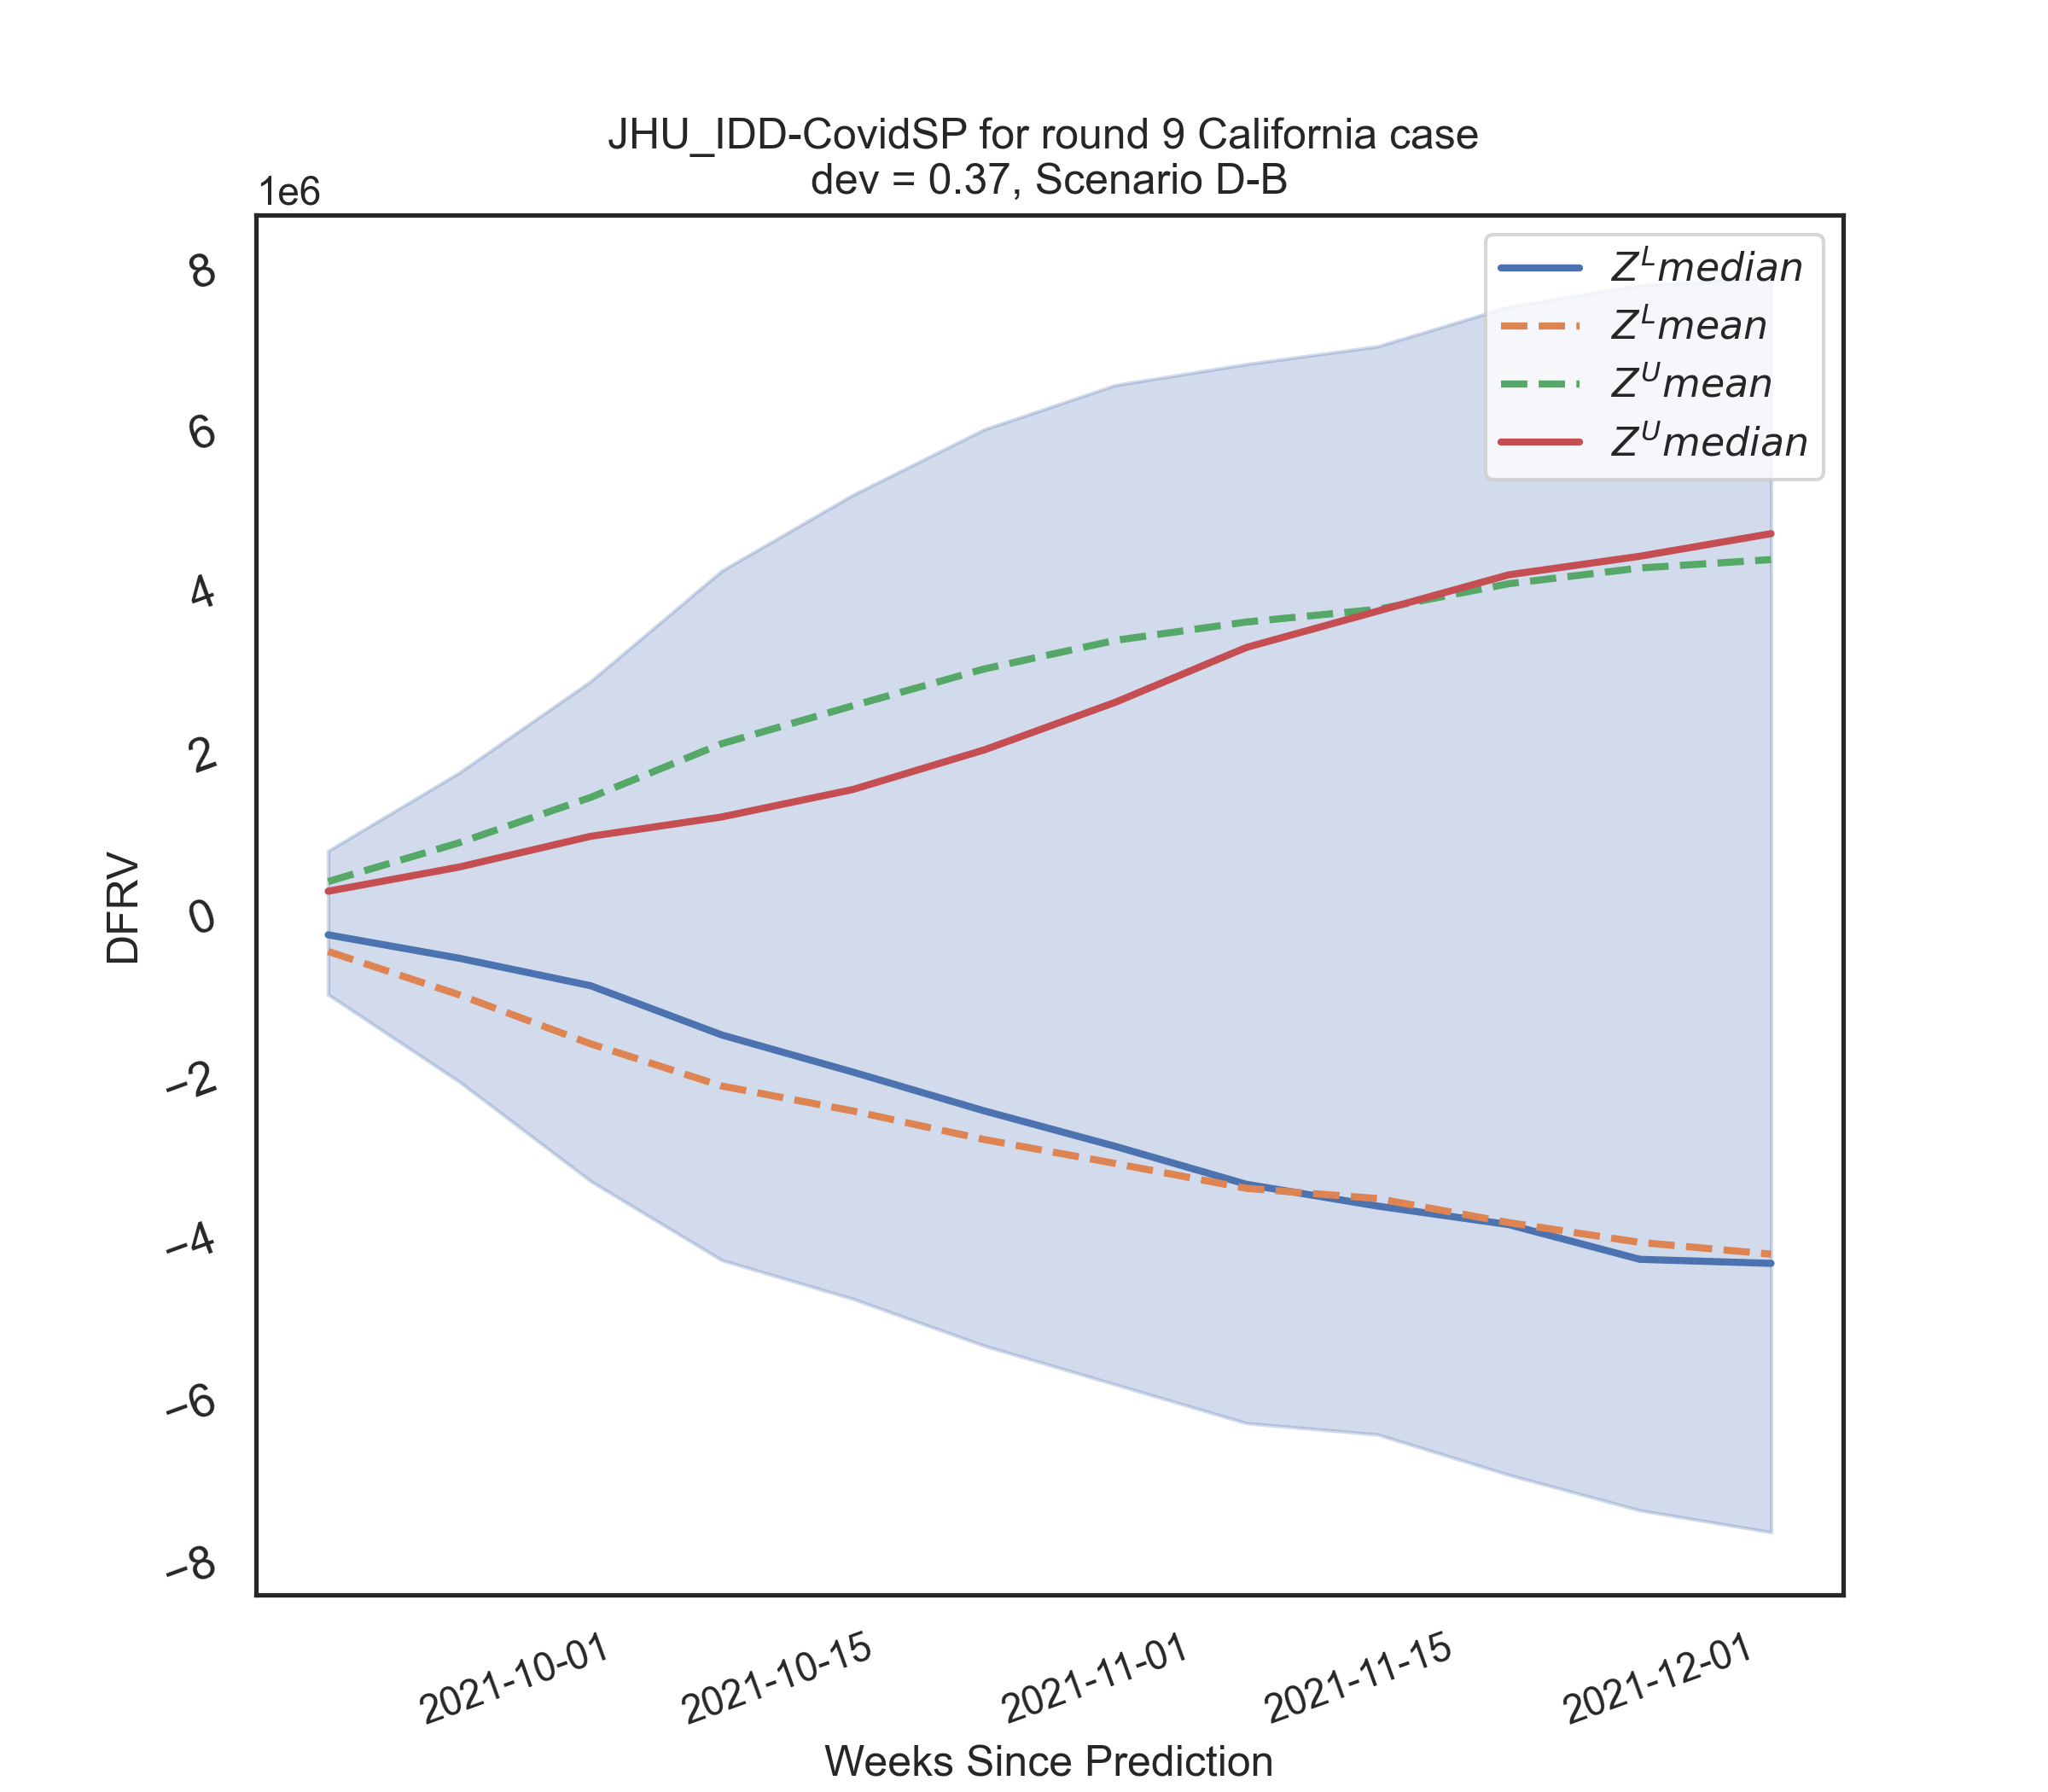 JHU_IDD-CovidSP for round 9 California case
dev = 0.37, Scenario D-B
1e6
8
6
4
2
0
−2
−4
−6
−8
DFRV
Z^L median
Z^L mean
Z^U mean
Z^U median
2021-10-01
2021-10-15
2021-11-01
2021-11-15
2021-12-01
Weeks Since Prediction